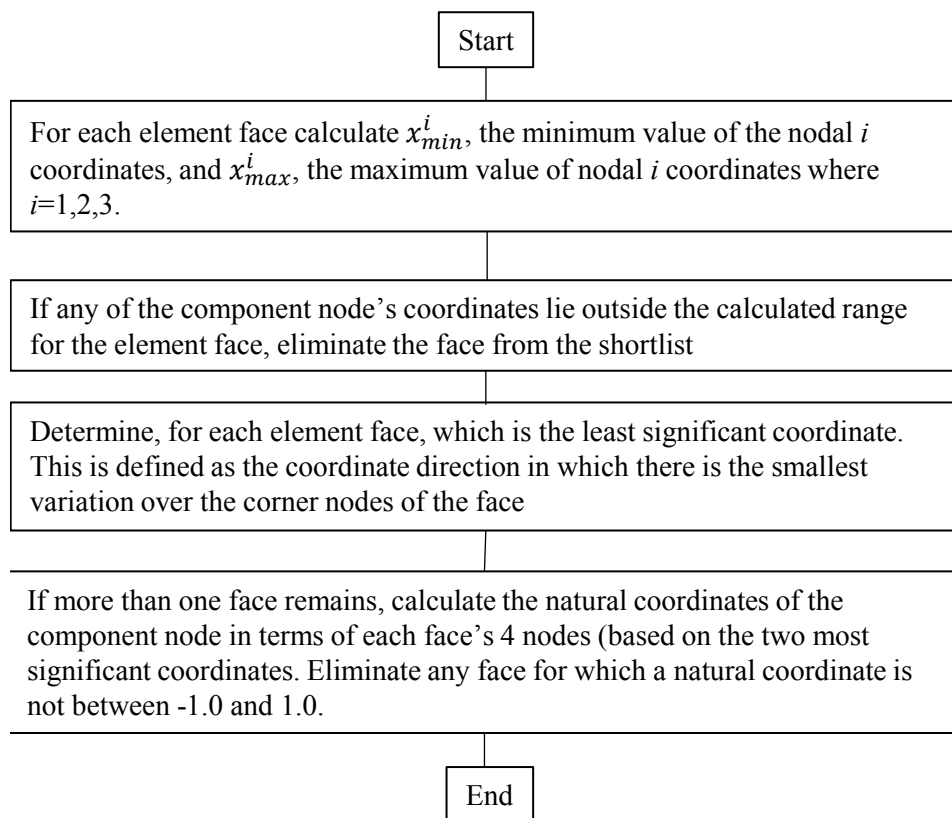 Start
For each element face calculate $x_{min}^{i}$, the minimum value of the nodal i
coordinates, and $x_{max}^{i}$, the maximum value of nodal i coordinates where
i=1,2,3.
If any of the component node’s coordinates lie outside the calculated range
for the element face, eliminate the face from the shortlist
Determine, for each element face, which is the least significant coordinate.
This is defined as the coordinate direction in which there is the smallest
variation over the corner nodes of the face
If more than one face remains, calculate the natural coordinates of the
component node in terms of each face’s 4 nodes (based on the two most
significant coordinates. Eliminate any face for which a natural coordinate is
not between -1.0 and 1.0.
End